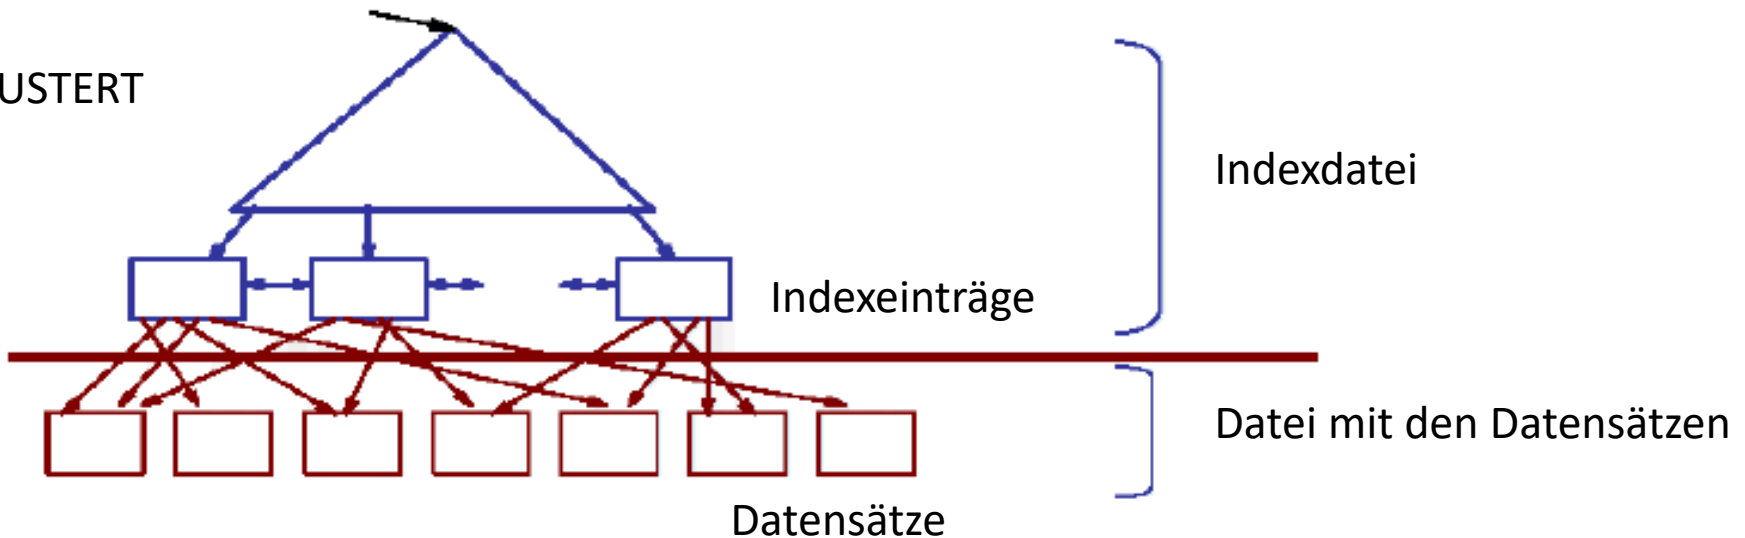 USTERT
Indexdatei
Indexeinträge
Datei mit den Datensätzen
Datensätze